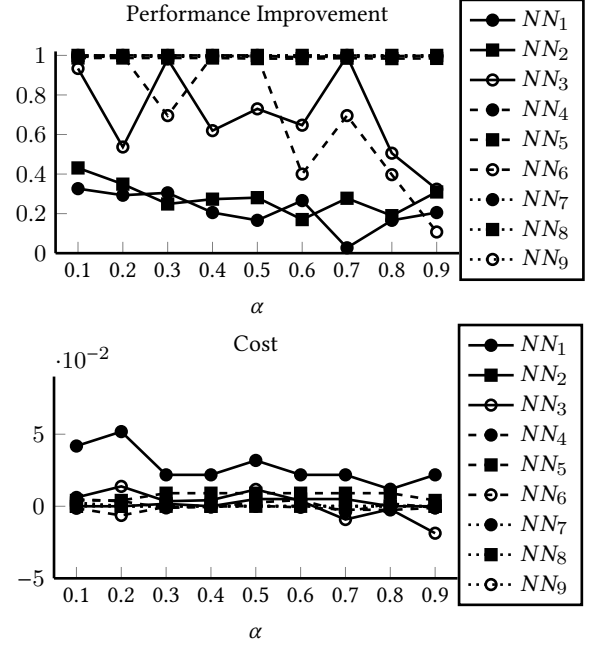 Performance Improvement
1
0.8
0.6
0.4
0.2
0
0.1 0.2 0.3 0.4 0.5 0.6 0.7 0.8 0.9
α
NN₁
NN₂
NN₃
NN₄
NN₅
NN₆
NN₇
NN₈
NN₉
Cost
·10⁻²
5
0
−5
0.1 0.2 0.3 0.4 0.5 0.6 0.7 0.8 0.9
α
NN₁
NN₂
NN₃
NN₄
NN₅
NN₆
NN₇
NN₈
NN₉